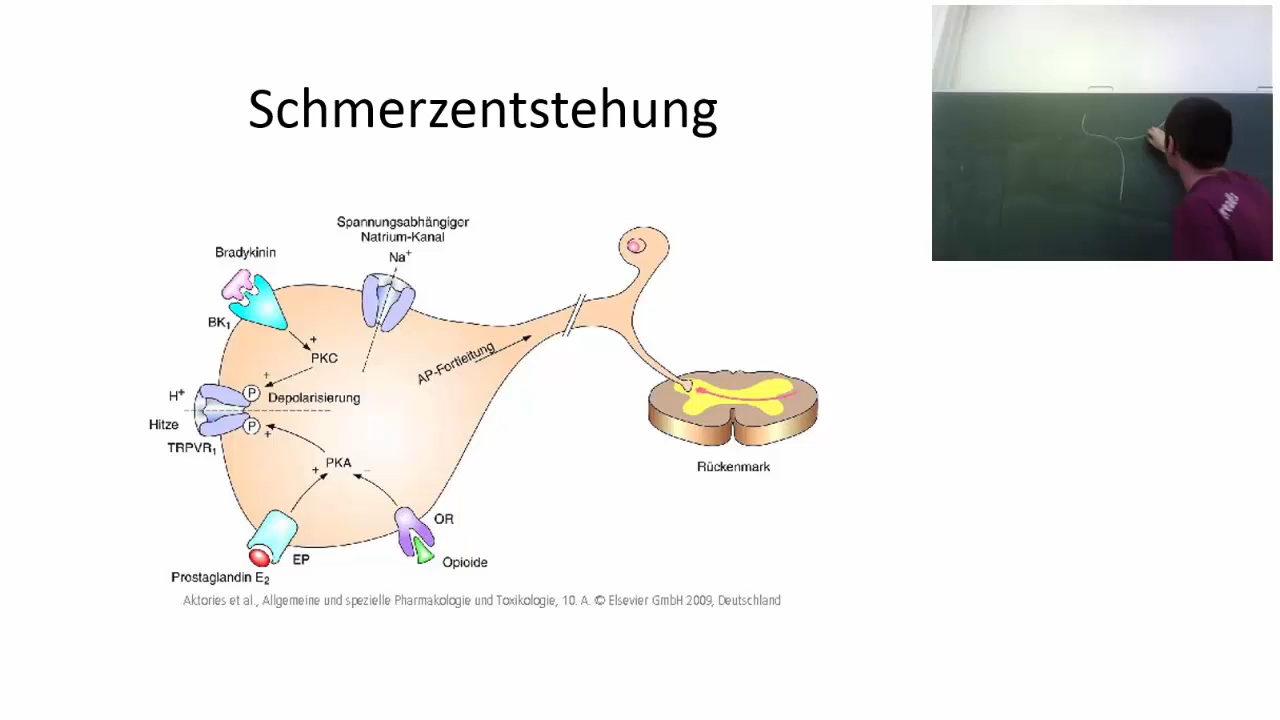 Schmerzentstehung
Spannungsabhängiger
Natrium-Kanal
Na+
Bradykinin
BK1
+
PKC
+
H+
P
Depolarisierung
Hitze
P
+
TRPVR1
AP-Fortleitung
Rückenmark
+
PKA
–
OR
EP
Opioide
Prostaglandin E2
Aktories et al., Allgemeine und spezielle Pharmakologie und Toxikologie, 10. A. © Elsevier GmbH 2009, Deutschland